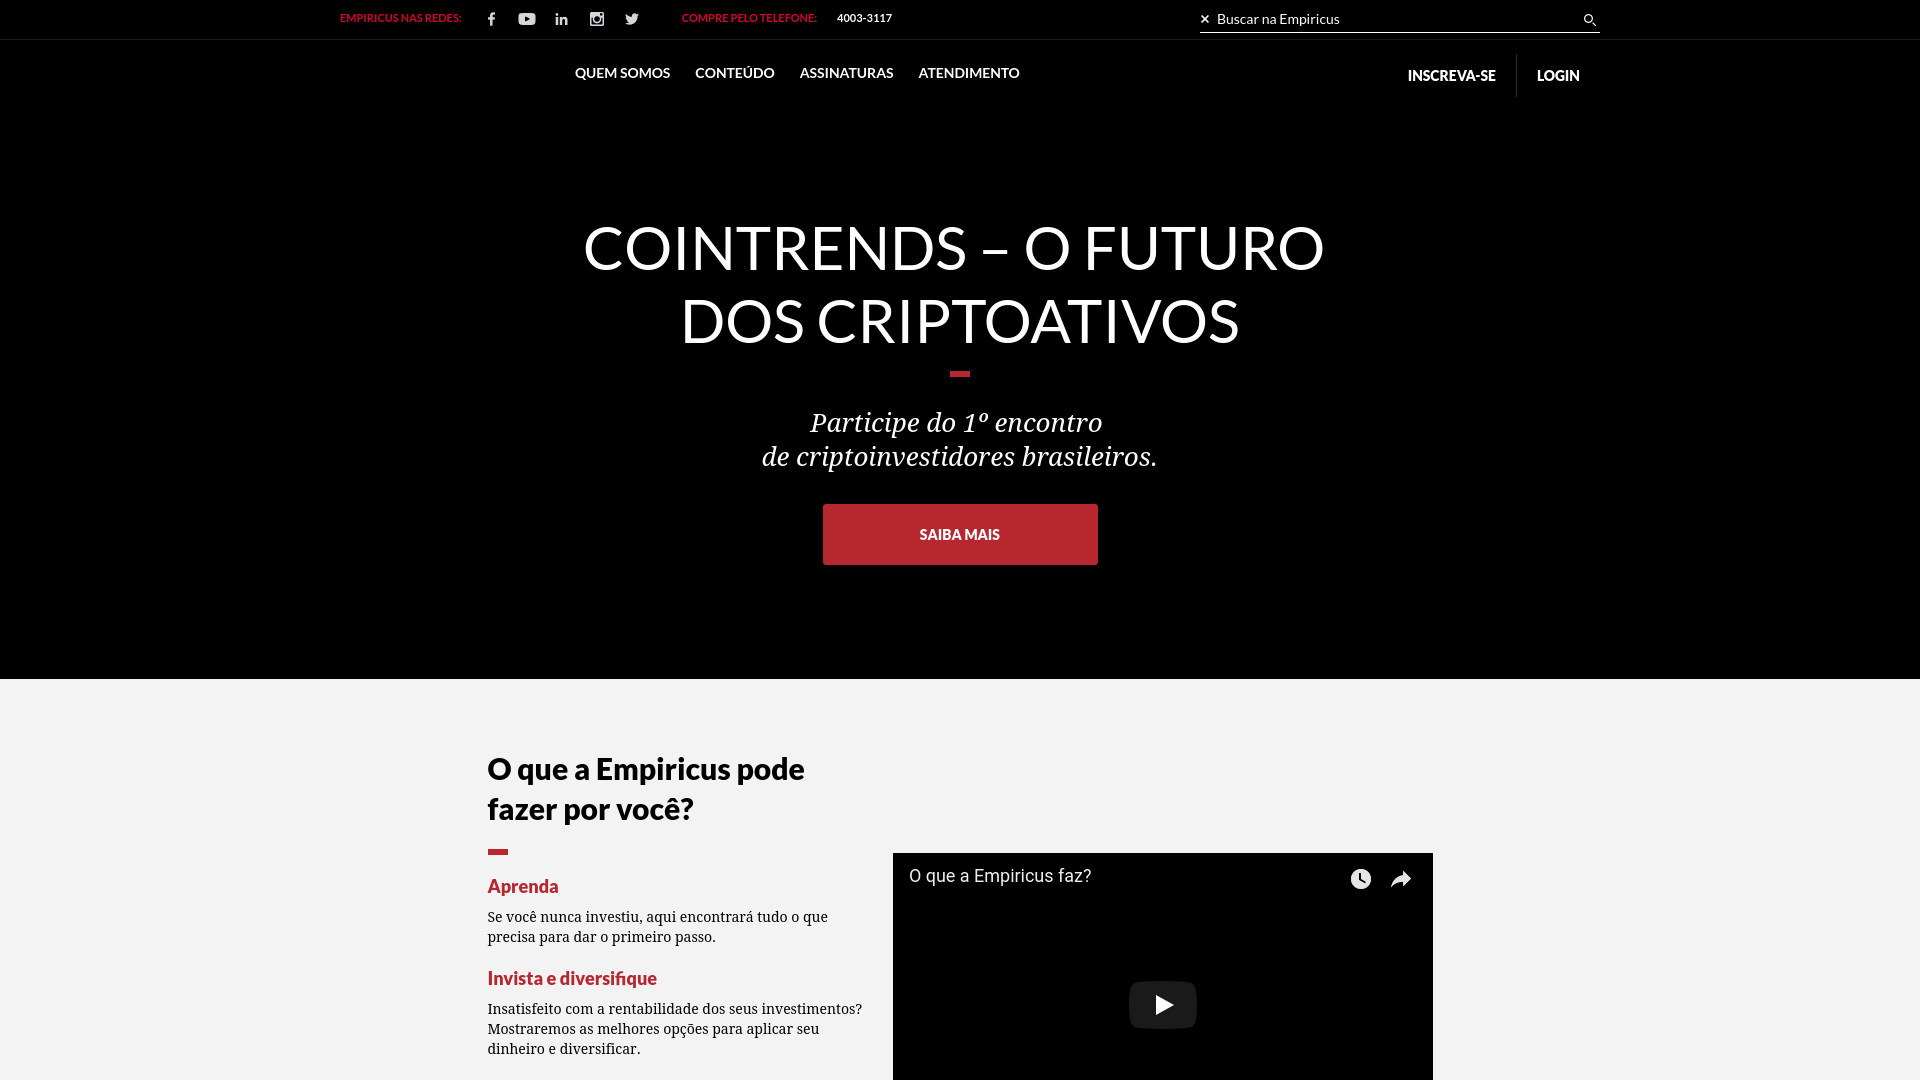 EMPIRICUS NAS REDES:
COMPRE PELO TELEFONE: 4003-3117
× Buscar na Empiricus
QUEM SOMOS CONTEÚDO ASSINATURAS ATENDIMENTO
INSCREVA-SE LOGIN
COINTRENDS – O FUTURO
DOS CRIPTOATIVOS
Participe do 1º encontro
de criptoinvestidores brasileiros.
SAIBA MAIS
O que a Empiricus pode
fazer por você?
Aprenda
Se você nunca investiu, aqui encontrará tudo o que
precisa para dar o primeiro passo.
Invista e diversifique
Insatisfeito com a rentabilidade dos seus investimentos?
Mostraremos as melhores opções para aplicar seu
dinheiro e diversificar.
O que a Empiricus faz?